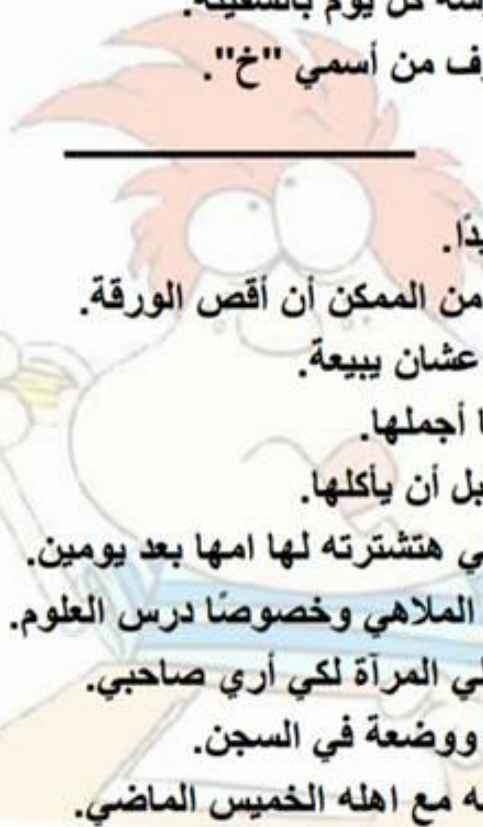 كل يوم بالسفينة.
من أسمي "خ".
من الممكن أن أقص الورقة.
عشان يبيعة.
أجملها.
أن يأكلها.
هتشترته لها امها بعد يومين.
الملاهي وخصوصًا درس العلوم.
المرآة لكي أري صاحبي.
ووضعة في السجن.
مع اهله الخميس الماضي.